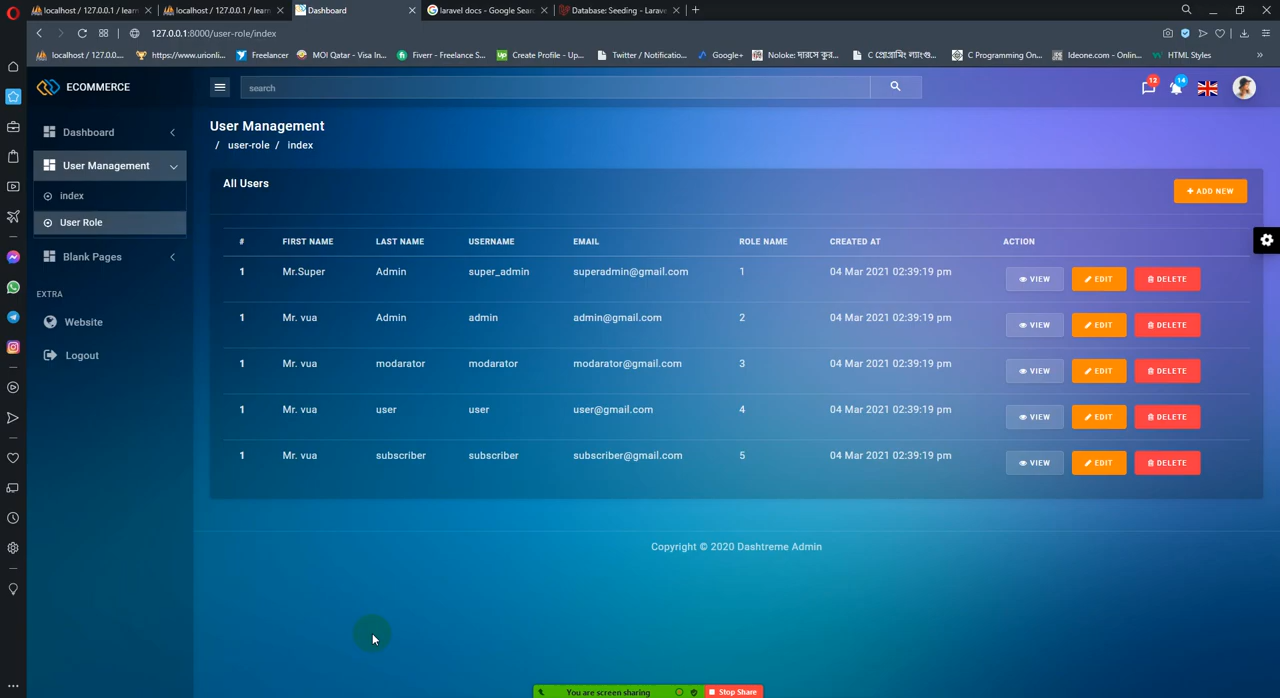 localhost / 127.0.0.1 / learn
localhost / 127.0.0.1 / learn
Dashboard
laravel docs - Google Sear
Database: Seeding - Larave
127.0.0.1:8000/user-role/index
localhost / 127.0.0....
https://www.urionli...
Freelancer
MOI Qatar - Visa In...
Fiverr - Freelance S...
Create Profile - Up...
Twitter / Notificatio...
Google+
Noloke: দারসে কুর...
C প্রোগ্রামিং ল্যাংগু...
C Programming On...
Ideone.com - Onlin...
HTML Styles
ECOMMERCE
search
12
14
Dashboard
User Management
index
User Role
Blank Pages
EXTRA
Website
Logout
User Management
/ user-role / index
All Users
+ ADD NEW
# FIRST NAME LAST NAME USERNAME EMAIL ROLE NAME CREATED AT ACTION
1 Mr.Super Admin super_admin superadmin@gmail.com 1 04 Mar 2021 02:39:19 pm VIEW EDIT DELETE
1 Mr. vua Admin admin admin@gmail.com 2 04 Mar 2021 02:39:19 pm VIEW EDIT DELETE
1 Mr. vua modarator modarator modarator@gmail.com 3 04 Mar 2021 02:39:19 pm VIEW EDIT DELETE
1 Mr. vua user user user@gmail.com 4 04 Mar 2021 02:39:19 pm VIEW EDIT DELETE
1 Mr. vua subscriber subscriber subscriber@gmail.com 5 04 Mar 2021 02:39:19 pm VIEW EDIT DELETE
Copyright © 2020 Dashtreme Admin
You are screen sharing
Stop Share